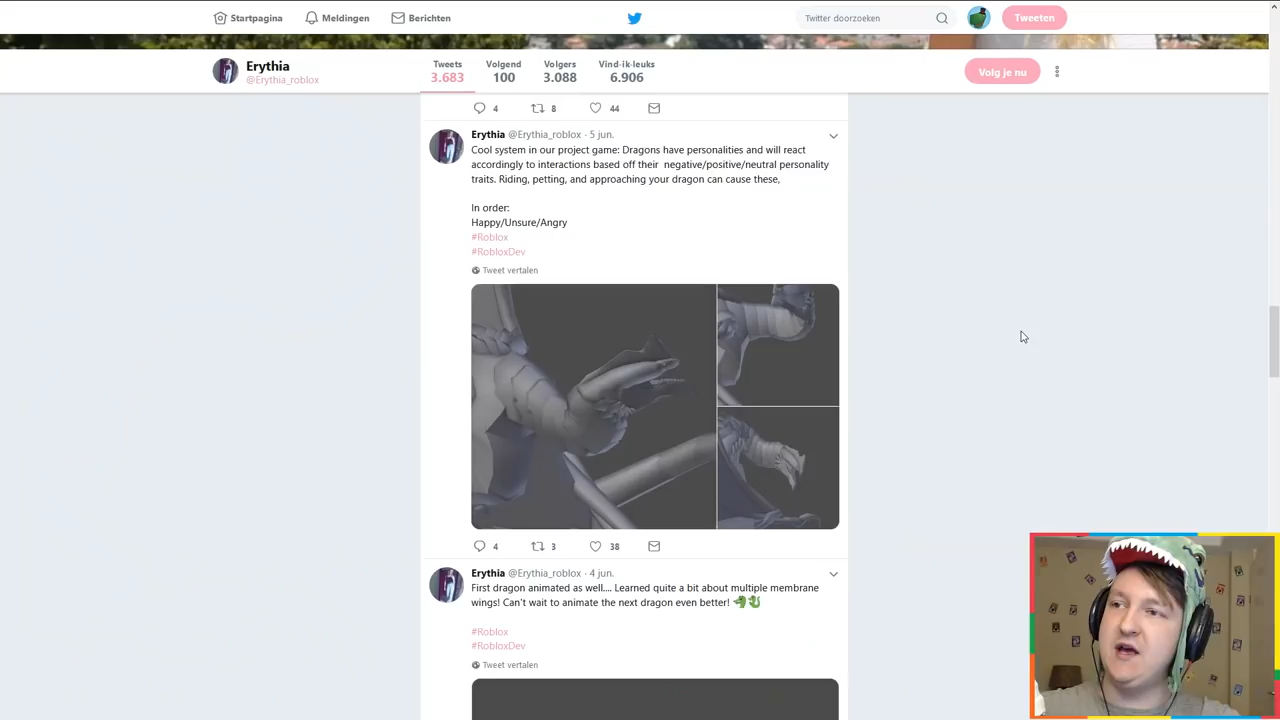 Startpagina
Meldingen
Berichten
Twitter doorzoeken
Tweeten
Erythia
@Erythia_roblox
Tweets
3.683
Volgend
100
Volgers
3.088
Vind-ik-leuks
6.906
Volg je nu
4
8
44
Erythia @Erythia_roblox · 5 jun.
Cool system in our project game: Dragons have personalities and will react
accordingly to interactions based off their negative/positive/neutral personality
traits. Riding, petting, and approaching your dragon can cause these,
In order:
Happy/Unsure/Angry
#Roblox
#RobloxDev
Tweet vertalen
4
3
38
Erythia @Erythia_roblox · 4 jun.
First dragon animated as well.... Learned quite a bit about multiple membrane
wings! Can't wait to animate the next dragon even better!
#Roblox
#RobloxDev
Tweet vertalen